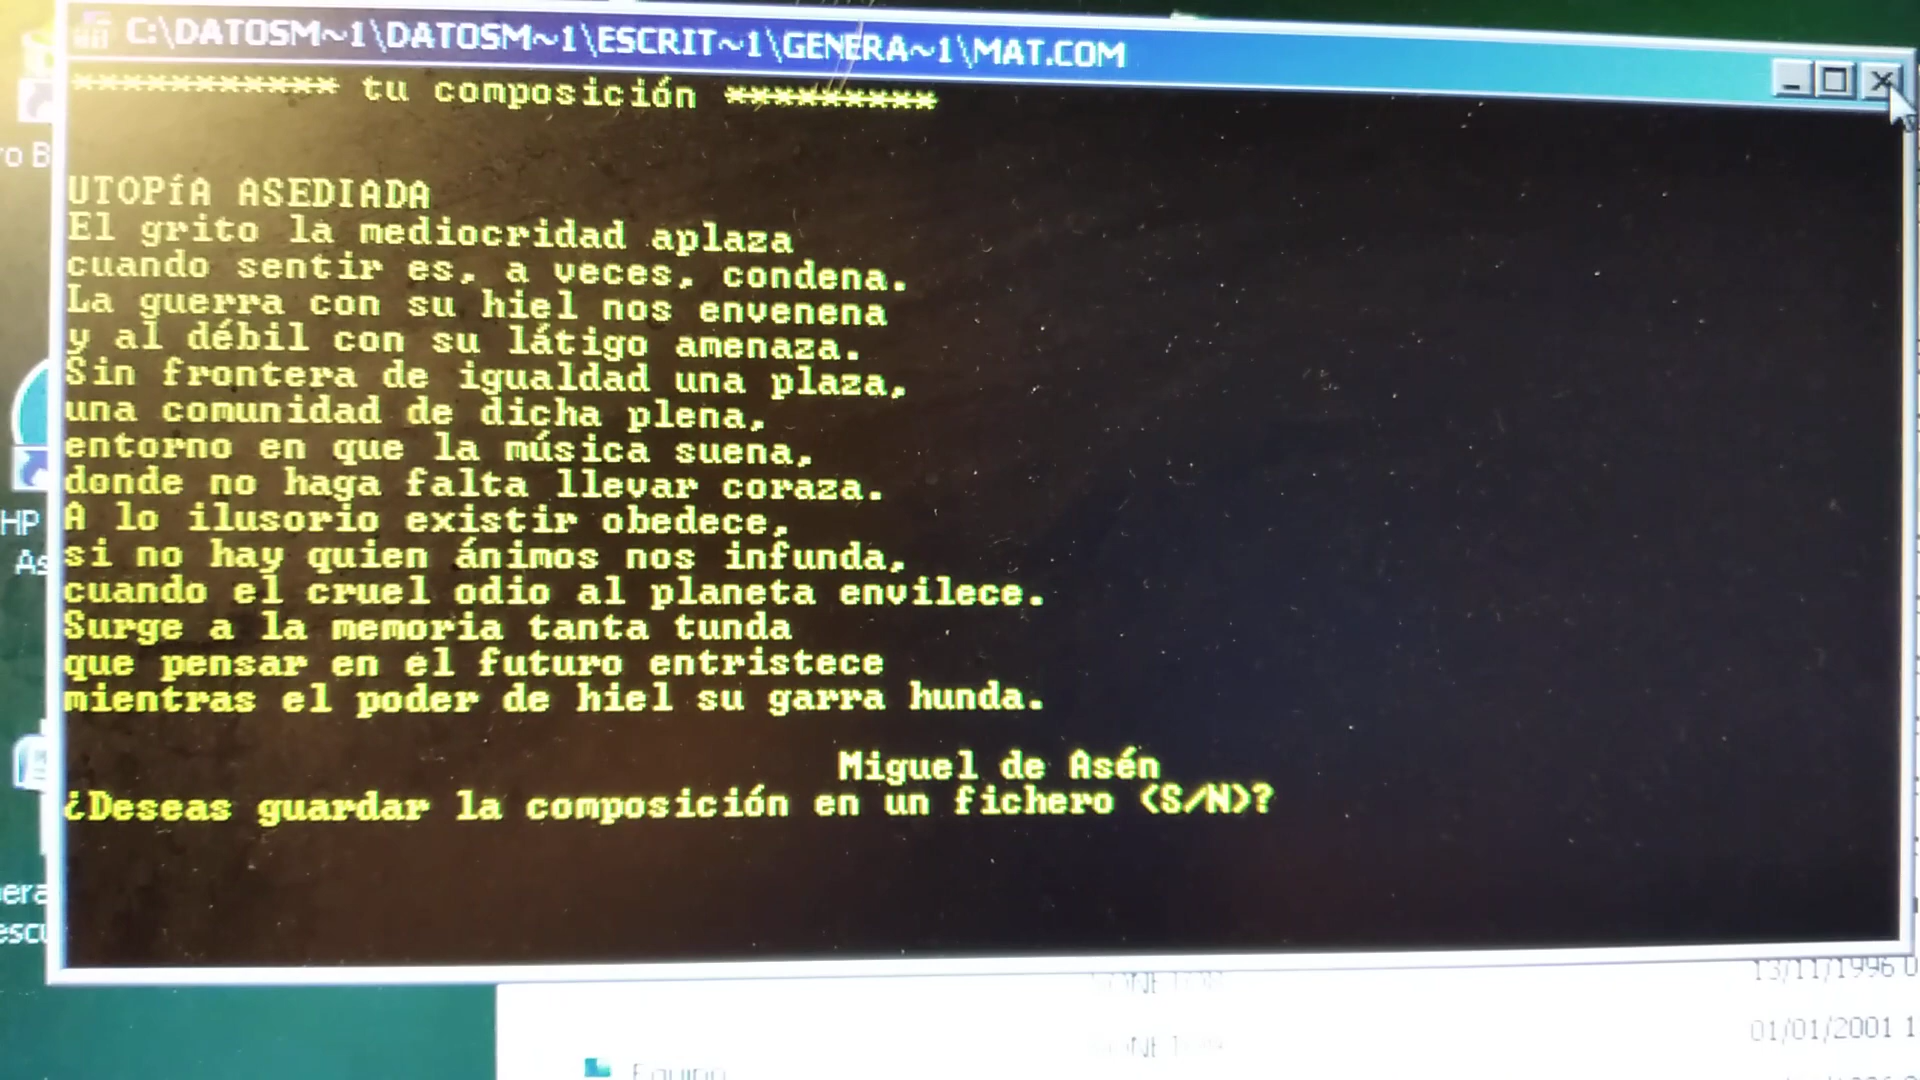 C:\DATOSM~1\DATOSM~1\ESCRIT~1\GENERA~1\MAT.COM
*********** tu composición *********
UTOPíA ASEDIADA
El grito la mediocridad aplaza
cuando sentir es, a veces, condena.
La guerra con su hiel nos envenena
y al débil con su látigo amenaza.
Sin frontera de igualdad una plaza,
una comunidad de dicha plena,
entorno en que la música suena,
donde no haga falta llevar coraza.
A lo ilusorio existir obedece,
si no hay quien ánimos nos infunda,
cuando el cruel odio al planeta envilece.
Surge a la memoria tanta tunda
que pensar en el futuro entristece
mientras el poder de hiel su garra hunda.
Miguel de Asén
¿Deseas guardar la composición en un fichero (S/N)?
HP
13/11/1996 0
01/01/2001 1
Equipo